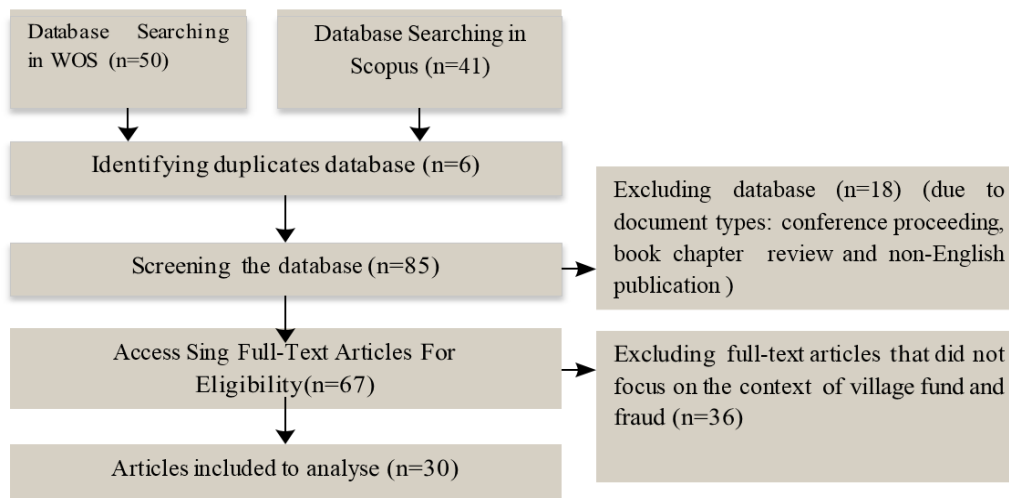 Database Searching
in WOS (n=50)
Database Searching in
Scopus (n=41)
Identifying duplicates database (n=6)
Screening the database (n=85)
Excluding database (n=18) (due to
document types: conference proceeding,
book chapter review and non-English
publication )
Access Sing Full-Text Articles For
Eligibility(n=67)
Excluding full-text articles that did not
focus on the context of village fund and
fraud (n=36)
Articles included to analyse (n=30)